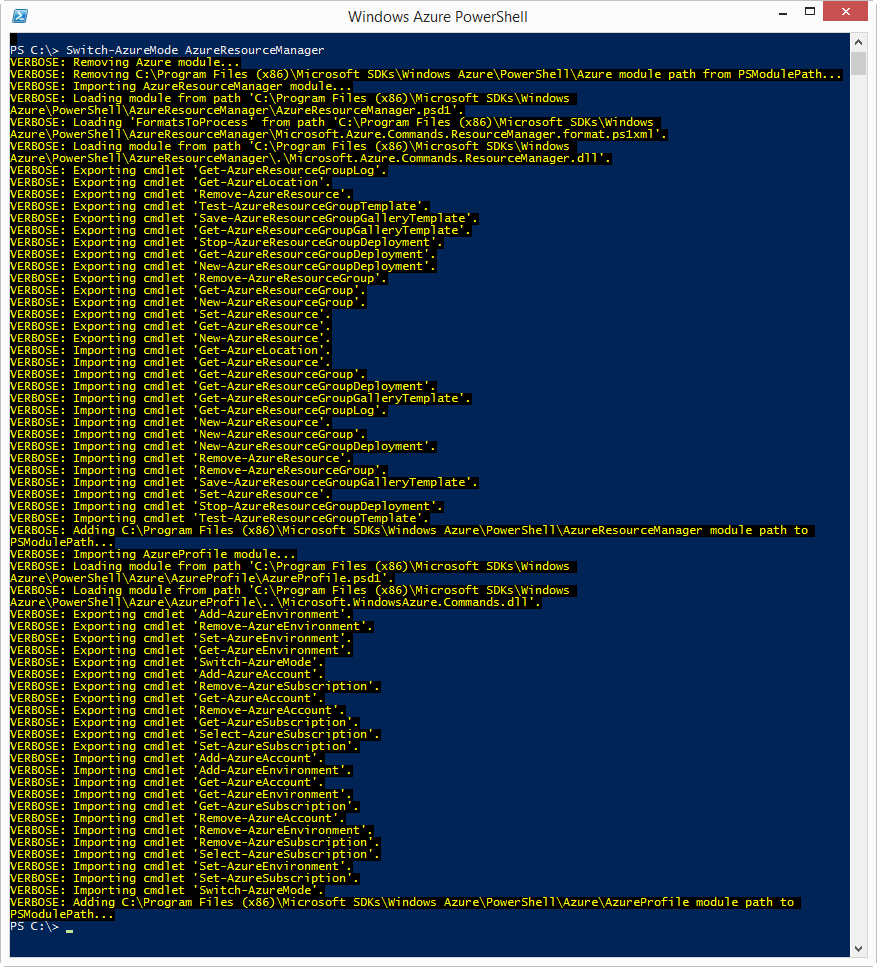 Windows Azure PowerShell
PS C:\> Switch-AzureMode AzureResourceManager
VERBOSE: Removing Azure module...
VERBOSE: Removing C:\Program Files (x86)\Microsoft SDKs\Windows Azure\PowerShell\Azure module path from PSModulePath...
VERBOSE: Importing AzureResourceManager module...
VERBOSE: Loading module from path 'C:\Program Files (x86)\Microsoft SDKs\Windows
Azure\PowerShell\AzureResourceManager\AzureResourceManager.psd1'.
VERBOSE: Loading 'FormatsToProcess' from path 'C:\Program Files (x86)\Microsoft SDKs\Windows
Azure\PowerShell\AzureResourceManager\Microsoft.Azure.Commands.ResourceManager.format.ps1xml'.
VERBOSE: Loading module from path 'C:\Program Files (x86)\Microsoft SDKs\Windows
Azure\PowerShell\AzureResourceManager\.\Microsoft.Azure.Commands.ResourceManager.dll'.
VERBOSE: Exporting cmdlet 'Get-AzureResourceGroupLog'.
VERBOSE: Exporting cmdlet 'Get-AzureLocation'.
VERBOSE: Exporting cmdlet 'Remove-AzureResource'.
VERBOSE: Exporting cmdlet 'Test-AzureResourceGroupTemplate'.
VERBOSE: Exporting cmdlet 'Save-AzureResourceGroupGalleryTemplate'.
VERBOSE: Exporting cmdlet 'Get-AzureResourceGroupGalleryTemplate'.
VERBOSE: Exporting cmdlet 'Stop-AzureResourceGroupDeployment'.
VERBOSE: Exporting cmdlet 'Get-AzureResourceGroupDeployment'.
VERBOSE: Exporting cmdlet 'New-AzureResourceGroupDeployment'.
VERBOSE: Exporting cmdlet 'Remove-AzureResourceGroup'.
VERBOSE: Exporting cmdlet 'Get-AzureResourceGroup'.
VERBOSE: Exporting cmdlet 'New-AzureResourceGroup'.
VERBOSE: Exporting cmdlet 'Set-AzureResource'.
VERBOSE: Exporting cmdlet 'Get-AzureResource'.
VERBOSE: Exporting cmdlet 'New-AzureResource'.
VERBOSE: Importing cmdlet 'Get-AzureLocation'.
VERBOSE: Importing cmdlet 'Get-AzureResource'.
VERBOSE: Importing cmdlet 'Get-AzureResourceGroup'.
VERBOSE: Importing cmdlet 'Get-AzureResourceGroupDeployment'.
VERBOSE: Importing cmdlet 'Get-AzureResourceGroupGalleryTemplate'.
VERBOSE: Importing cmdlet 'Get-AzureResourceGroupLog'.
VERBOSE: Importing cmdlet 'New-AzureResource'.
VERBOSE: Importing cmdlet 'New-AzureResourceGroup'.
VERBOSE: Importing cmdlet 'New-AzureResourceGroupDeployment'.
VERBOSE: Importing cmdlet 'Remove-AzureResource'.
VERBOSE: Importing cmdlet 'Remove-AzureResourceGroup'.
VERBOSE: Importing cmdlet 'Save-AzureResourceGroupGalleryTemplate'.
VERBOSE: Importing cmdlet 'Set-AzureResource'.
VERBOSE: Importing cmdlet 'Stop-AzureResourceGroupDeployment'.
VERBOSE: Importing cmdlet 'Test-AzureResourceGroupTemplate'.
VERBOSE: Adding C:\Program Files (x86)\Microsoft SDKs\Windows Azure\PowerShell\AzureResourceManager module path to
PSModulePath...
VERBOSE: Importing AzureProfile module...
VERBOSE: Loading module from path 'C:\Program Files (x86)\Microsoft SDKs\Windows
Azure\PowerShell\Azure\AzureProfile\AzureProfile.psd1'.
VERBOSE: Loading module from path 'C:\Program Files (x86)\Microsoft SDKs\Windows
Azure\PowerShell\Azure\AzureProfile\..\Microsoft.WindowsAzure.Commands.dll'.
VERBOSE: Exporting cmdlet 'Add-AzureEnvironment'.
VERBOSE: Exporting cmdlet 'Remove-AzureEnvironment'.
VERBOSE: Exporting cmdlet 'Set-AzureEnvironment'.
VERBOSE: Exporting cmdlet 'Get-AzureEnvironment'.
VERBOSE: Exporting cmdlet 'Switch-AzureMode'.
VERBOSE: Exporting cmdlet 'Add-AzureAccount'.
VERBOSE: Exporting cmdlet 'Remove-AzureSubscription'.
VERBOSE: Exporting cmdlet 'Get-AzureAccount'.
VERBOSE: Exporting cmdlet 'Remove-AzureAccount'.
VERBOSE: Exporting cmdlet 'Get-AzureSubscription'.
VERBOSE: Exporting cmdlet 'Select-AzureSubscription'.
VERBOSE: Exporting cmdlet 'Set-AzureSubscription'.
VERBOSE: Importing cmdlet 'Add-AzureAccount'.
VERBOSE: Importing cmdlet 'Add-AzureEnvironment'.
VERBOSE: Importing cmdlet 'Get-AzureAccount'.
VERBOSE: Importing cmdlet 'Get-AzureEnvironment'.
VERBOSE: Importing cmdlet 'Get-AzureSubscription'.
VERBOSE: Importing cmdlet 'Remove-AzureAccount'.
VERBOSE: Importing cmdlet 'Remove-AzureEnvironment'.
VERBOSE: Importing cmdlet 'Remove-AzureSubscription'.
VERBOSE: Importing cmdlet 'Select-AzureSubscription'.
VERBOSE: Importing cmdlet 'Set-AzureEnvironment'.
VERBOSE: Importing cmdlet 'Set-AzureSubscription'.
VERBOSE: Importing cmdlet 'Switch-AzureMode'.
VERBOSE: Adding C:\Program Files (x86)\Microsoft SDKs\Windows Azure\PowerShell\Azure\AzureProfile module path to
PSModulePath...
PS C:\> _